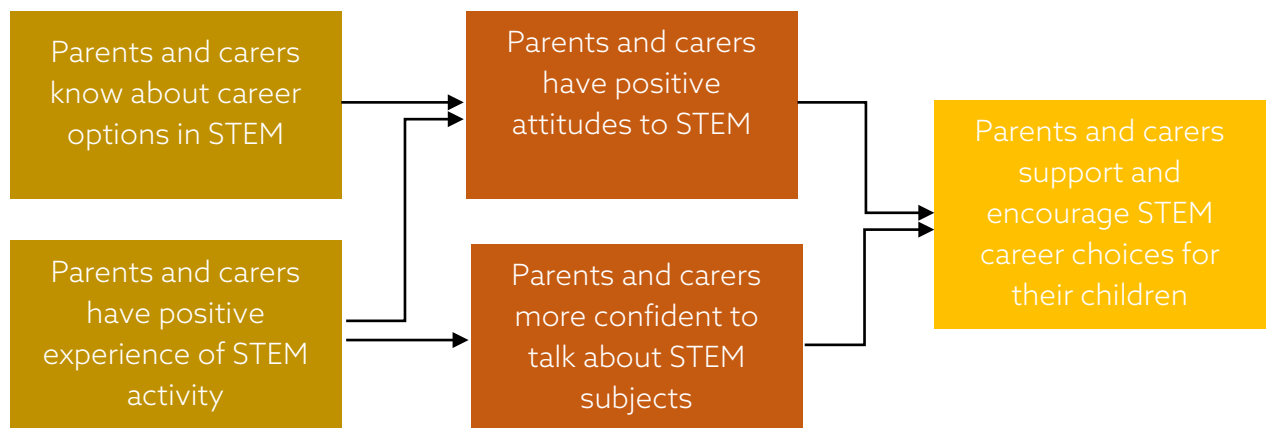 Parents and carers
know about career
options in STEM
Parents and carers
have positive
attitudes to STEM
Parents and carers
support and
encourage STEM
career choices for
their children
Parents and carers
have positive
experience of STEM
activity
Parents and carers
more confident to
talk about STEM
subjects